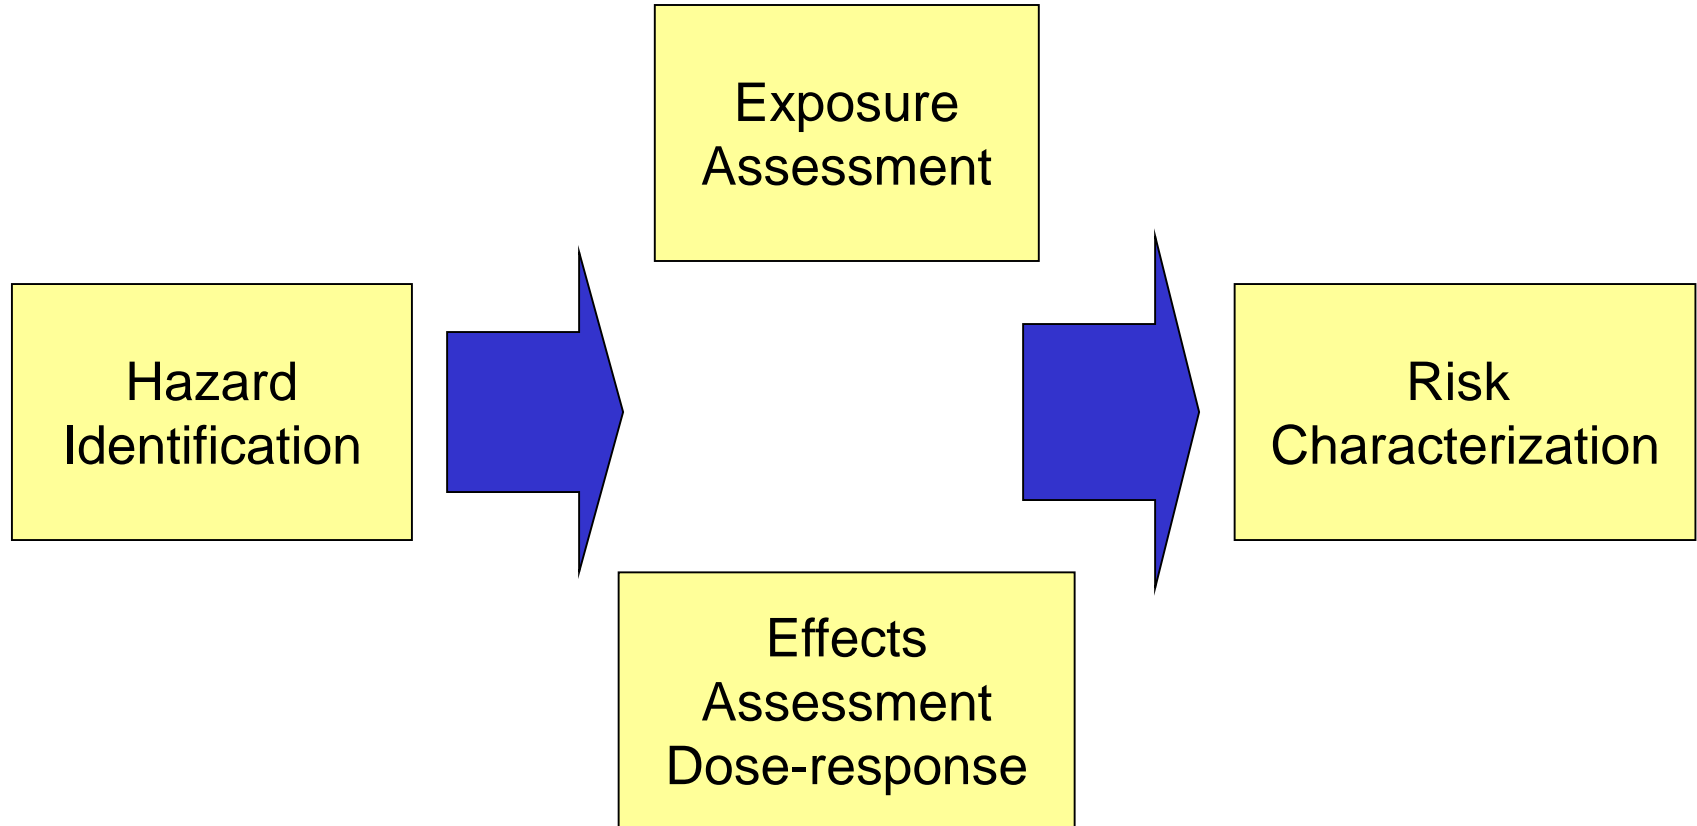 Exposure
Assessment
Hazard
Identification
Risk
Characterization
Effects
Assessment
Dose-response